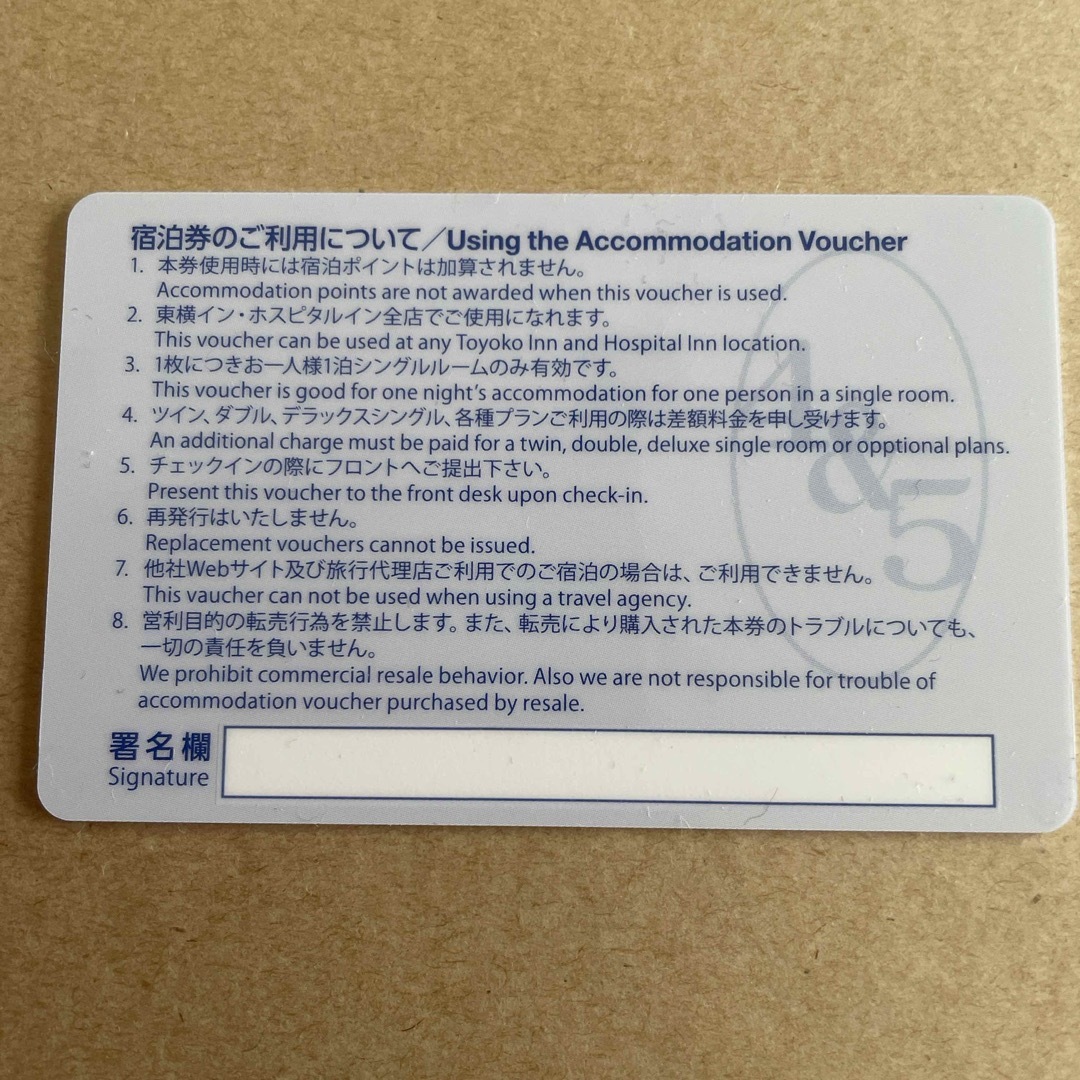 宿泊券のご利用について／Using the Accommodation Voucher
1. 本券使用時には宿泊ポイントは加算されません。
Accommodation points are not awarded when this voucher is used.
2. 東横イン・ホスピタルイン全店でご使用になれます。
This voucher can be used at any Toyoko Inn and Hospital Inn location.
3. 1枚につきお一人様1泊シングルルームのみ有効です。
This voucher is good for one night's accommodation for one person in a single room.
4. ツイン、ダブル、デラックスシングル、各種プランご利用の際は差額料金を申し受けます。
An additional charge must be paid for a twin, double, deluxe single room or opptional plans.
5. チェックインの際にフロントへご提出下さい。
Present this voucher to the front desk upon check-in.
6. 再発行はいたしません。
Replacement vouchers cannot be issued.
7. 他社Webサイト及び旅行代理店ご利用でのご宿泊の場合は、ご利用できません。
This vaucher can not be used when using a travel agency.
8. 営利目的の転売行為を禁止します。また、転売により購入された本券のトラブルについても、
一切の責任を負いません。
We prohibit commercial resale behavior. Also we are not responsible for trouble of
accommodation voucher purchased by resale.
署名欄
Signature
1&5